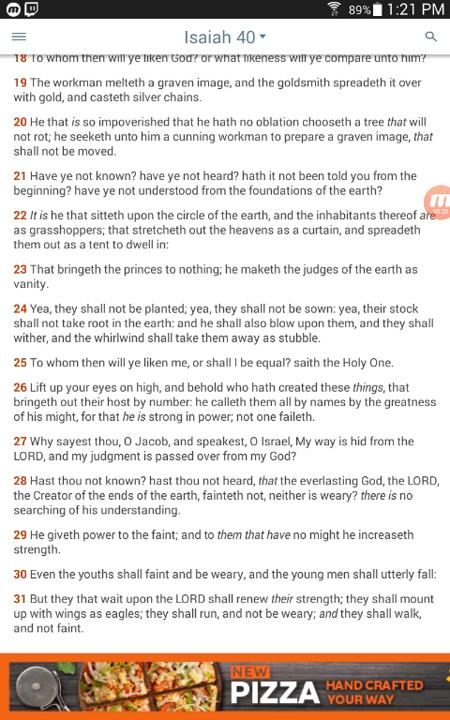 89% 1:21 PM
Isaiah 40
18 To whom then will ye liken God? or what likeness will ye compare unto him?
19 The workman melteth a graven image, and the goldsmith spreadeth it over
with gold, and casteth silver chains.
20 He that is so impoverished that he hath no oblation chooseth a tree that will
not rot; he seeketh unto him a cunning workman to prepare a graven image, that
shall not be moved.
21 Have ye not known? have ye not heard? hath it not been told you from the
beginning? have ye not understood from the foundations of the earth?
22 It is he that sitteth upon the circle of the earth, and the inhabitants thereof are
as grasshoppers; that stretcheth out the heavens as a curtain, and spreadeth
them out as a tent to dwell in:
23 That bringeth the princes to nothing; he maketh the judges of the earth as
vanity.
24 Yea, they shall not be planted; yea, they shall not be sown: yea, their stock
shall not take root in the earth: and he shall also blow upon them, and they shall
wither, and the whirlwind shall take them away as stubble.
25 To whom then will ye liken me, or shall I be equal? saith the Holy One.
26 Lift up your eyes on high, and behold who hath created these things, that
bringeth out their host by number: he calleth them all by names by the greatness
of his might, for that he is strong in power; not one faileth.
27 Why sayest thou, O Jacob, and speakest, O Israel, My way is hid from the
LORD, and my judgment is passed over from my God?
28 Hast thou not known? hast thou not heard, that the everlasting God, the LORD,
the Creator of the ends of the earth, fainteth not, neither is weary? there is no
searching of his understanding.
29 He giveth power to the faint; and to them that have no might he increaseth
strength.
30 Even the youths shall faint and be weary, and the young men shall utterly fall:
31 But they that wait upon the LORD shall renew their strength; they shall mount
up with wings as eagles; they shall run, and not be weary; and they shall walk,
and not faint.
NEW
PIZZA HAND CRAFTED
YOUR WAY